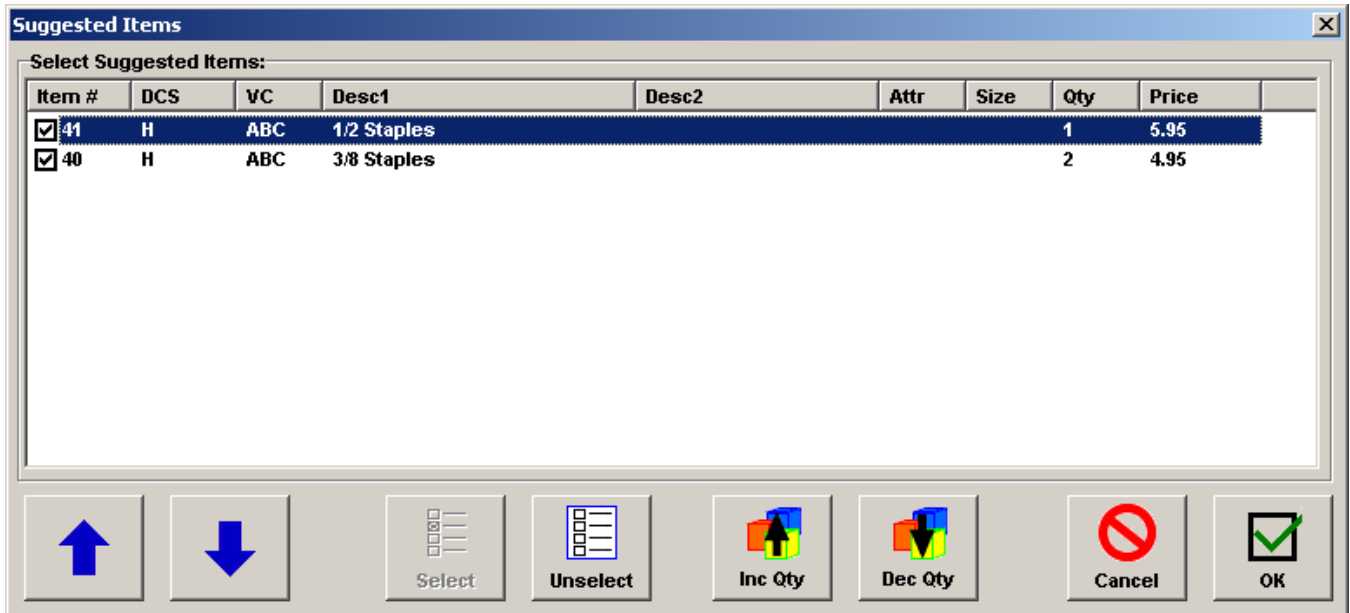 Suggested Items
Select Suggested Items:
Item # DCS VC Desc1 Desc2 Attr Size Qty Price
41 H ABC 1/2 Staples 1 5.95
40 H ABC 3/8 Staples 2 4.95
Select Unselect Inc Qty Dec Qty Cancel OK